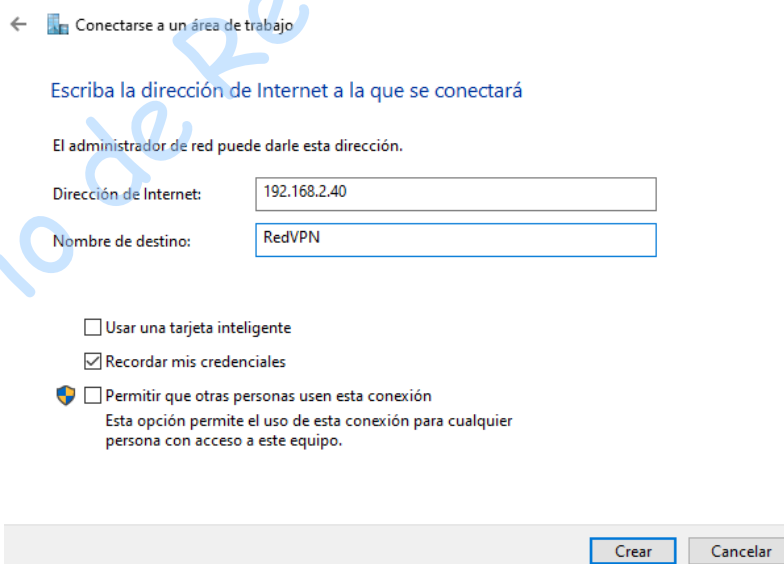 Conectarse a un área de trabajo
Escriba la dirección de Internet a la que se conectará
El administrador de red puede darle esta dirección.
Dirección de Internet: 192.168.2.40
Nombre de destino: RedVPN
Usar una tarjeta inteligente
Recordar mis credenciales
Permitir que otras personas usen esta conexión
Esta opción permite el uso de esta conexión para cualquier
persona con acceso a este equipo.
Crear Cancelar
lo de Re